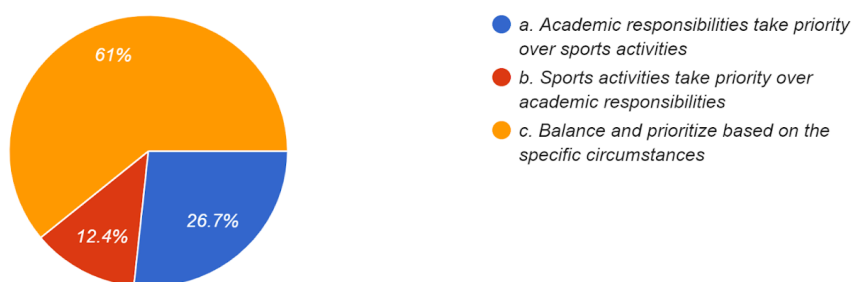 61%
26.7%
12.4%
a. Academic responsibilities take priority
over sports activities
b. Sports activities take priority over
academic responsibilities
c. Balance and prioritize based on the
specific circumstances